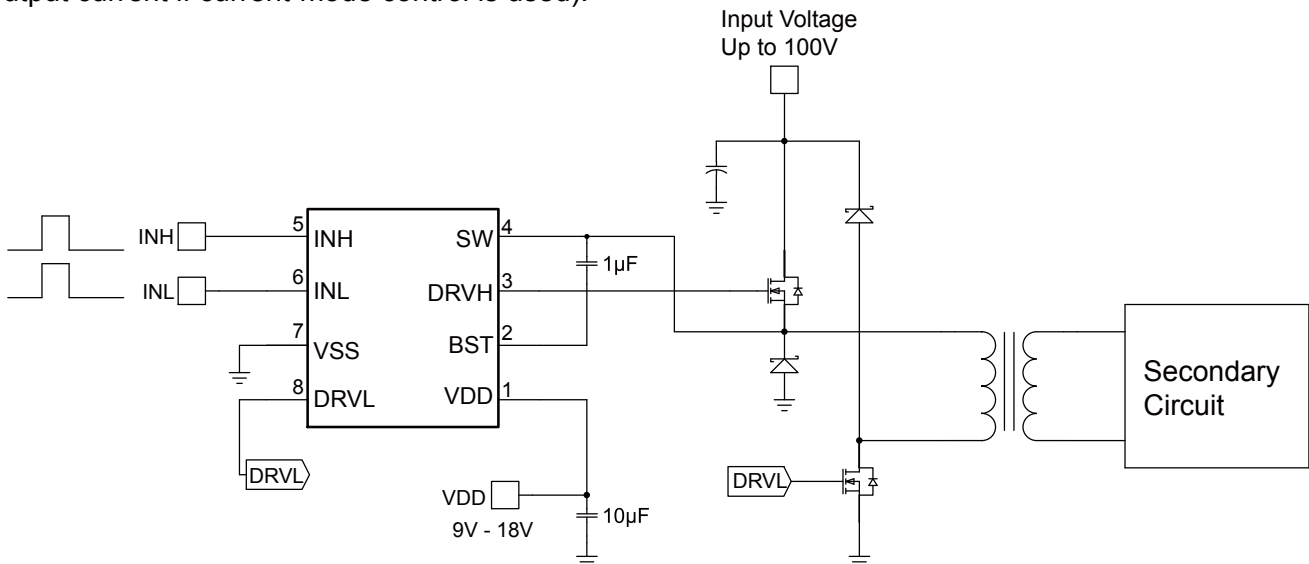 utput current if current-mode control is used).
Input Voltage
Up to 100V
INH
INL
5
INH
6
INL
7
VSS
8
DRVL
SW
4
DRVH
3
BST
2
VDD
1
1µF
DRVL
VDD
9V - 18V
10µF
DRVL
Secondary
Circuit